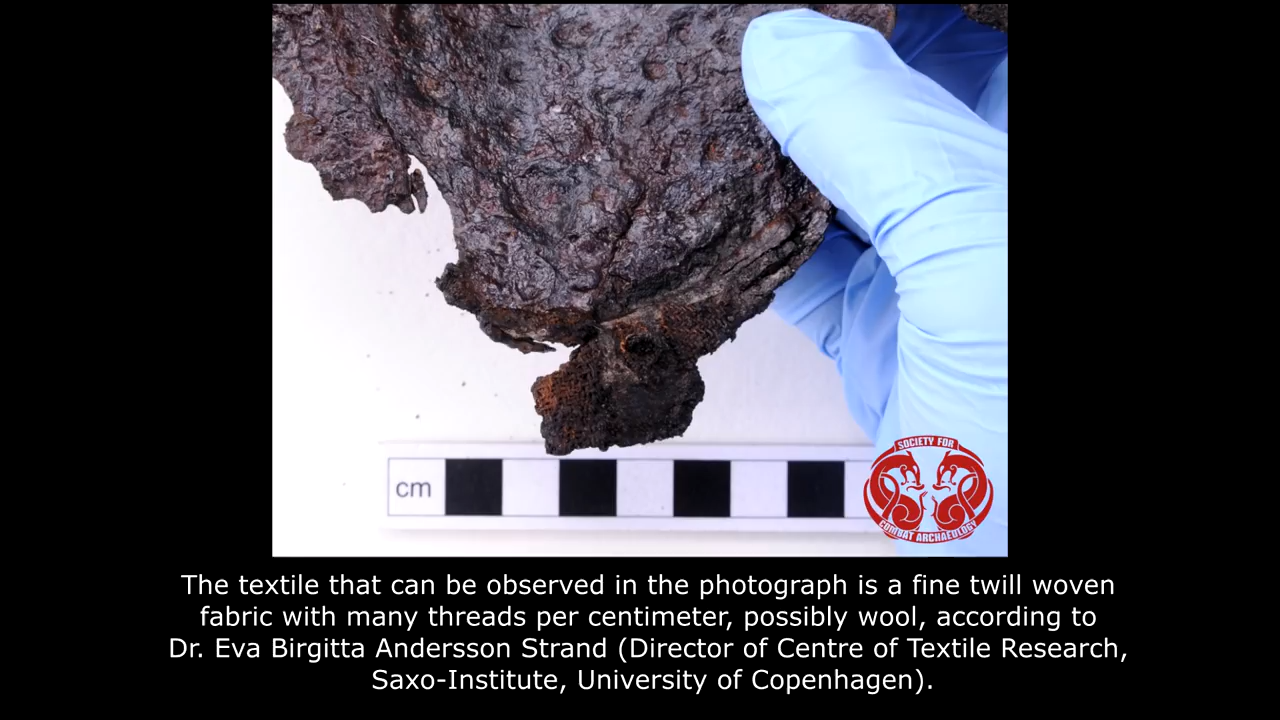 cm
SOCIETY FOR
COMBAT ARCHAEOLOGY
The textile that can be observed in the photograph is a fine twill woven
fabric with many threads per centimeter, possibly wool, according to
Dr. Eva Birgitta Andersson Strand (Director of Centre of Textile Research,
Saxo-Institute, University of Copenhagen).